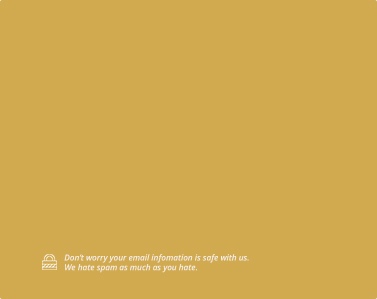 Don't worry your email infomation is safe with us.
We hate spam as much as you hate.